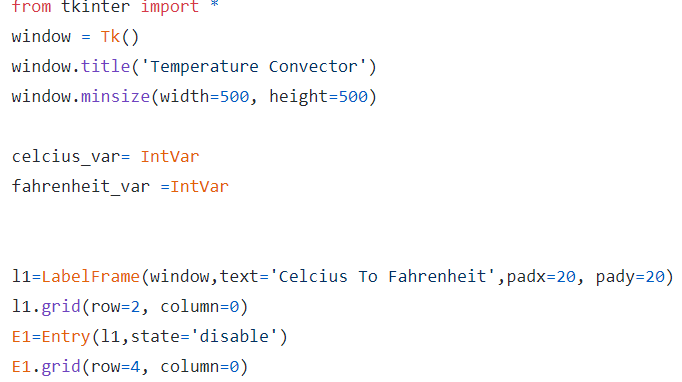 from tkinter import *
window = Tk()
window.title('Temperature Convector')
window.minsize(width=500, height=500)
celcius_var= IntVar
fahrenheit_var =IntVar
l1=LabelFrame(window,text='Celcius To Fahrenheit',padx=20, pady=20)
l1.grid(row=2, column=0)
E1=Entry(l1,state='disable')
E1.grid(row=4, column=0)